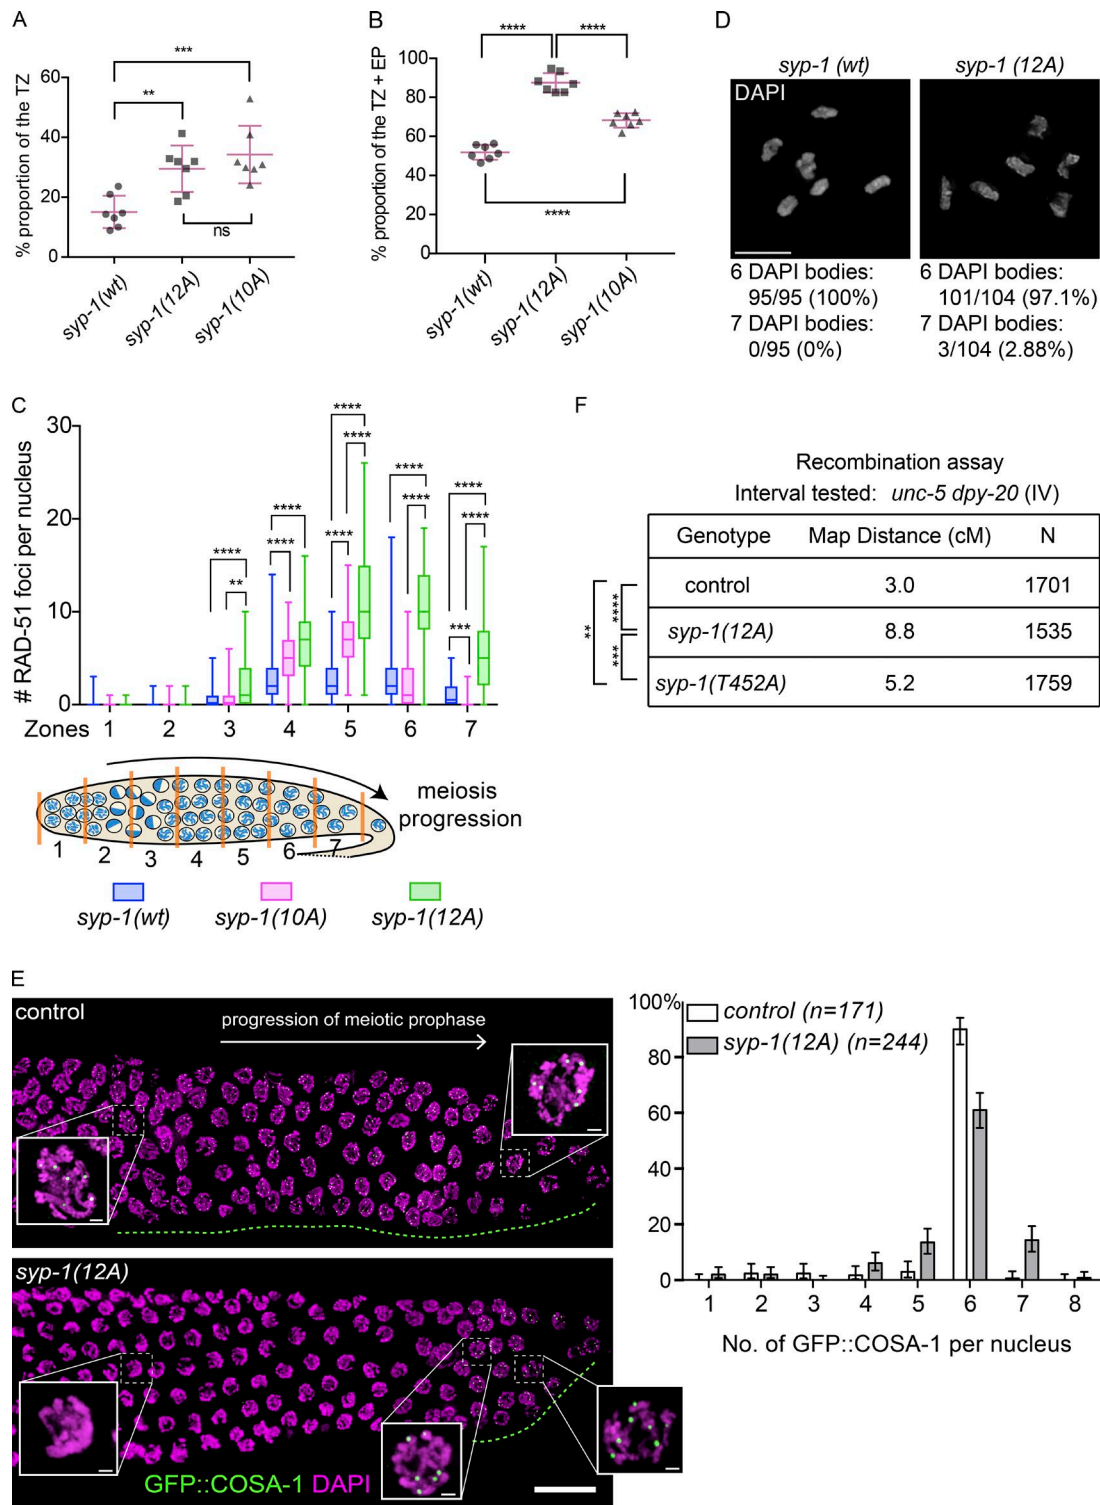 A
% proportion of the TZ
60
40
20
0
***
**
ns
syp-1(wt)
syp-1(12A)
syp-1(10A)
B
% proportion of the TZ + EP
100
80
60
40
20
0
****
****
****
syp-1(wt)
syp-1(12A)
syp-1(10A)
D
syp-1 (wt)
syp-1 (12A)
DAPI
6 DAPI bodies:
95/95 (100%)
7 DAPI bodies:
0/95 (0%)
6 DAPI bodies:
101/104 (97.1%)
7 DAPI bodies:
3/104 (2.88%)
C
# RAD-51 foci per nucleus
30
20
10
0
****
**
****
****
****
****
****
****
****
****
****
***
Zones 1 2 3 4 5 6 7
meiosis
progression
1 2 3 4 5 6 7
syp-1(wt)
syp-1(10A)
syp-1(12A)
F
Recombination assay
Interval tested: unc-5 dpy-20 (IV)
Genotype Map Distance (cM) N
control 3.0 1701
syp-1(12A) 8.8 1535
syp-1(T452A) 5.2 1759
**
****
***
E
control
progression of meiotic prophase
syp-1(12A)
GFP::COSA-1 DAPI
100%
80
60
40
20
0
control (n=171)
syp-1(12A) (n=244)
1 2 3 4 5 6 7 8
No. of GFP::COSA-1 per nucleus